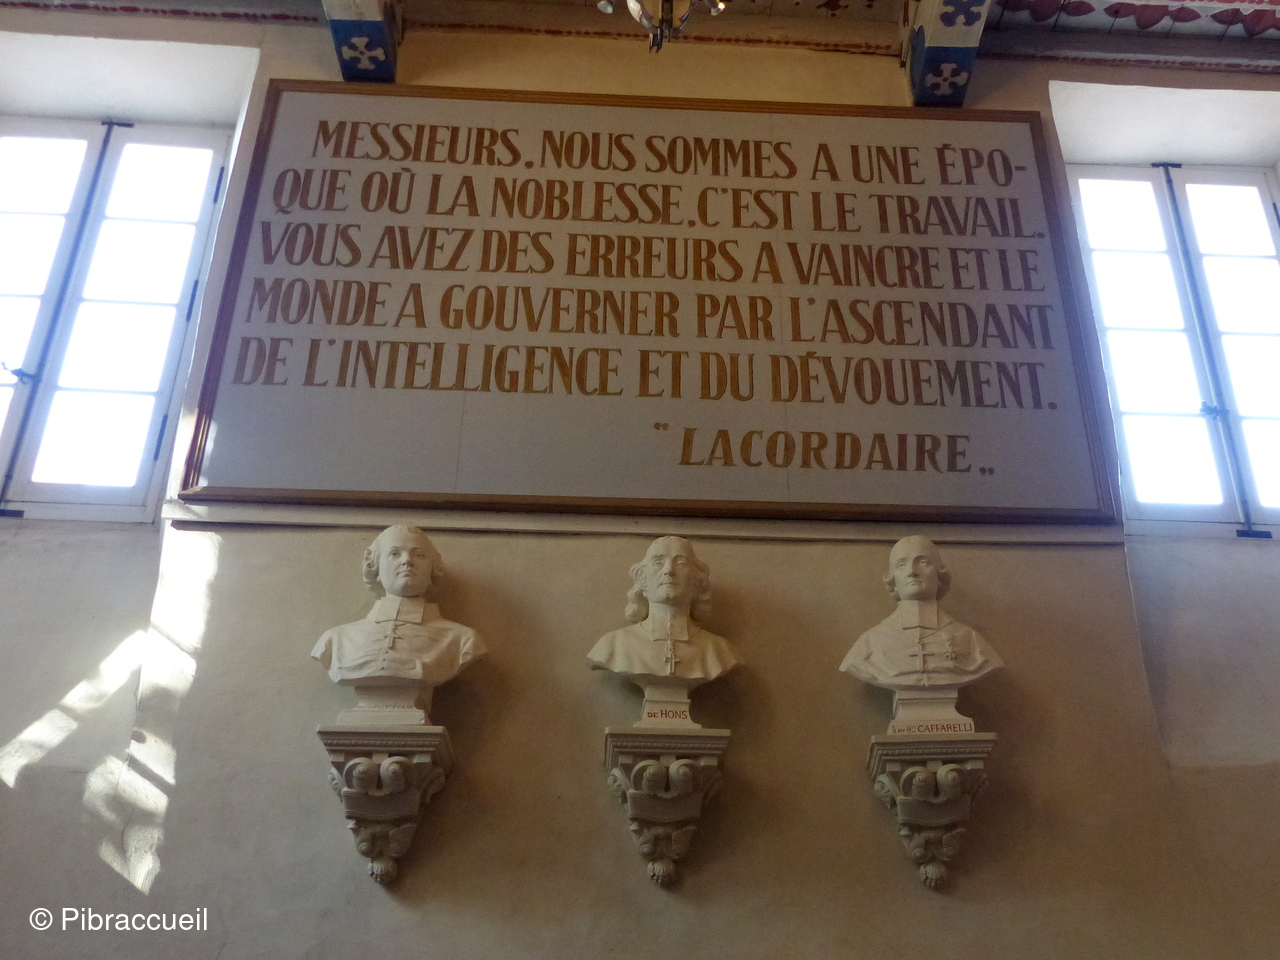 MESSIEURS, NOUS SOMMES A UNE ÉPO-
QUE OÙ LA NOBLESSE, C'EST LE TRAVAIL.
VOUS AVEZ DES ERREURS A VAINCRE ET LE
MONDE A GOUVERNER PAR L'ASCENDANT
DE L'INTELLIGENCE ET DU DÉVOUEMENT.
"LACORDAIRE„
DE HONS
CAFFARELLI
© Pibraccueil